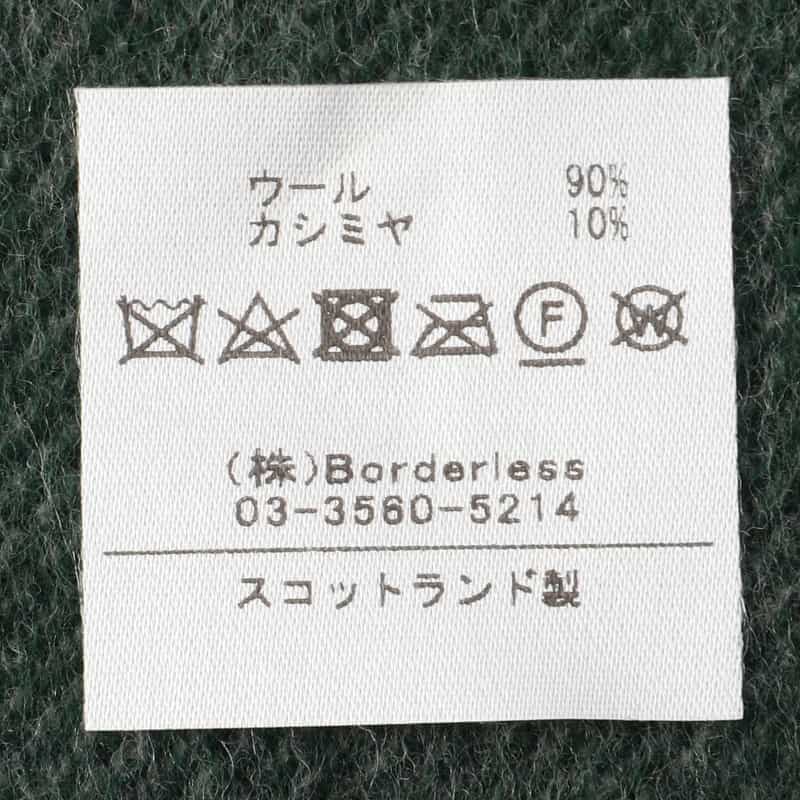 ウール 90%
カシミヤ 10%
F W
(株)Borderless
03-3560-5214
スコットランド製